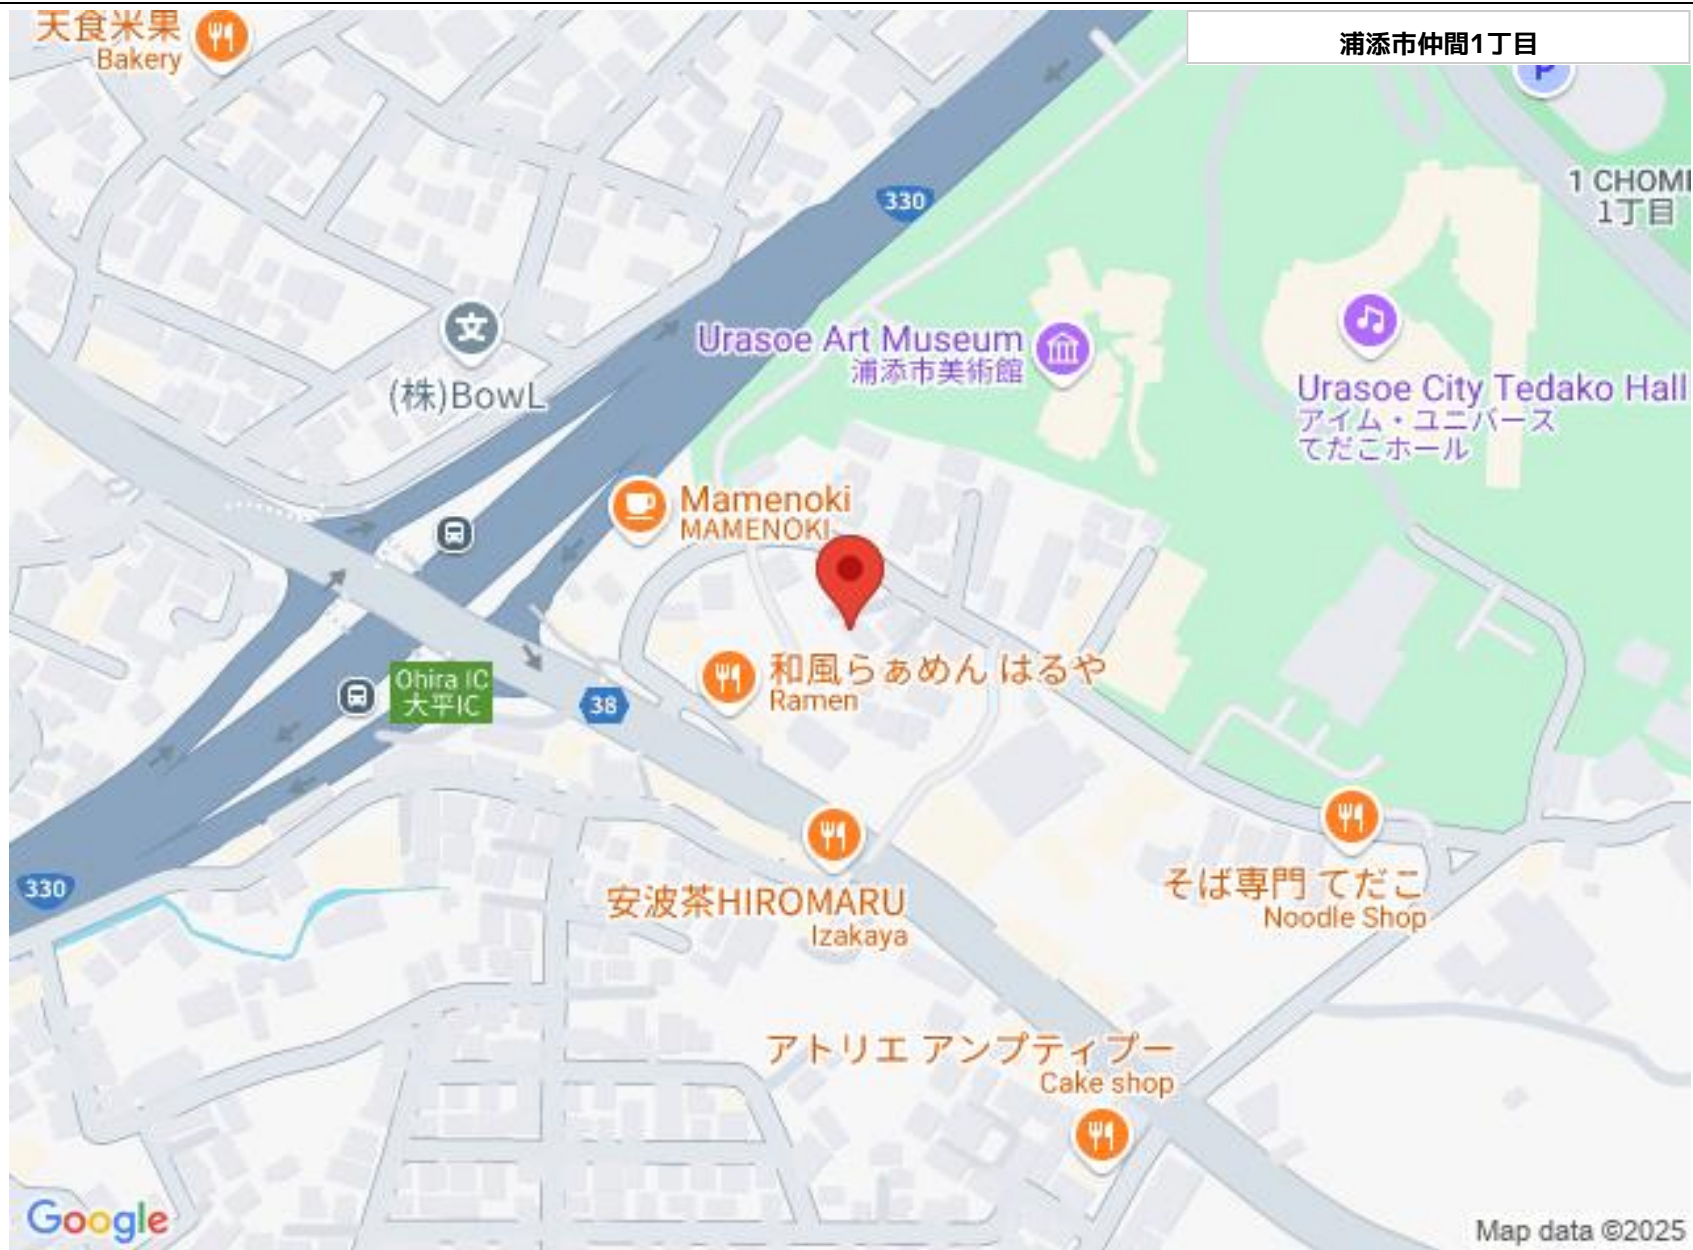 天食米果
Bakery
浦添市仲間1丁目
P
330
1 CHOME
1丁目
Urasoe Art Museum
浦添市美術館
(株)BowL
Urasoe City Tedako Hall
アイム・ユニバース
てだこホール
Mamenoki
MAMENOKI
和風らぁめん はるや
Ramen
Ohira IC
大平IC
38
330
安波茶HIROMARU
Izakaya
そば専門 てだこ
Noodle Shop
アトリエ アンプティプー
Cake shop
Google
Map data ©2025